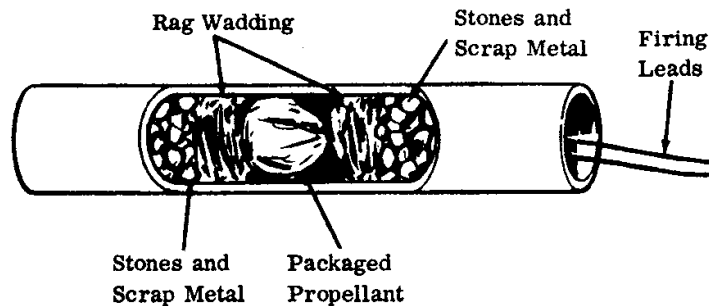 Rag Wadding
Stones and
Scrap Metal
Firing
Leads
Stones and
Scrap Metal
Packaged
Propellant